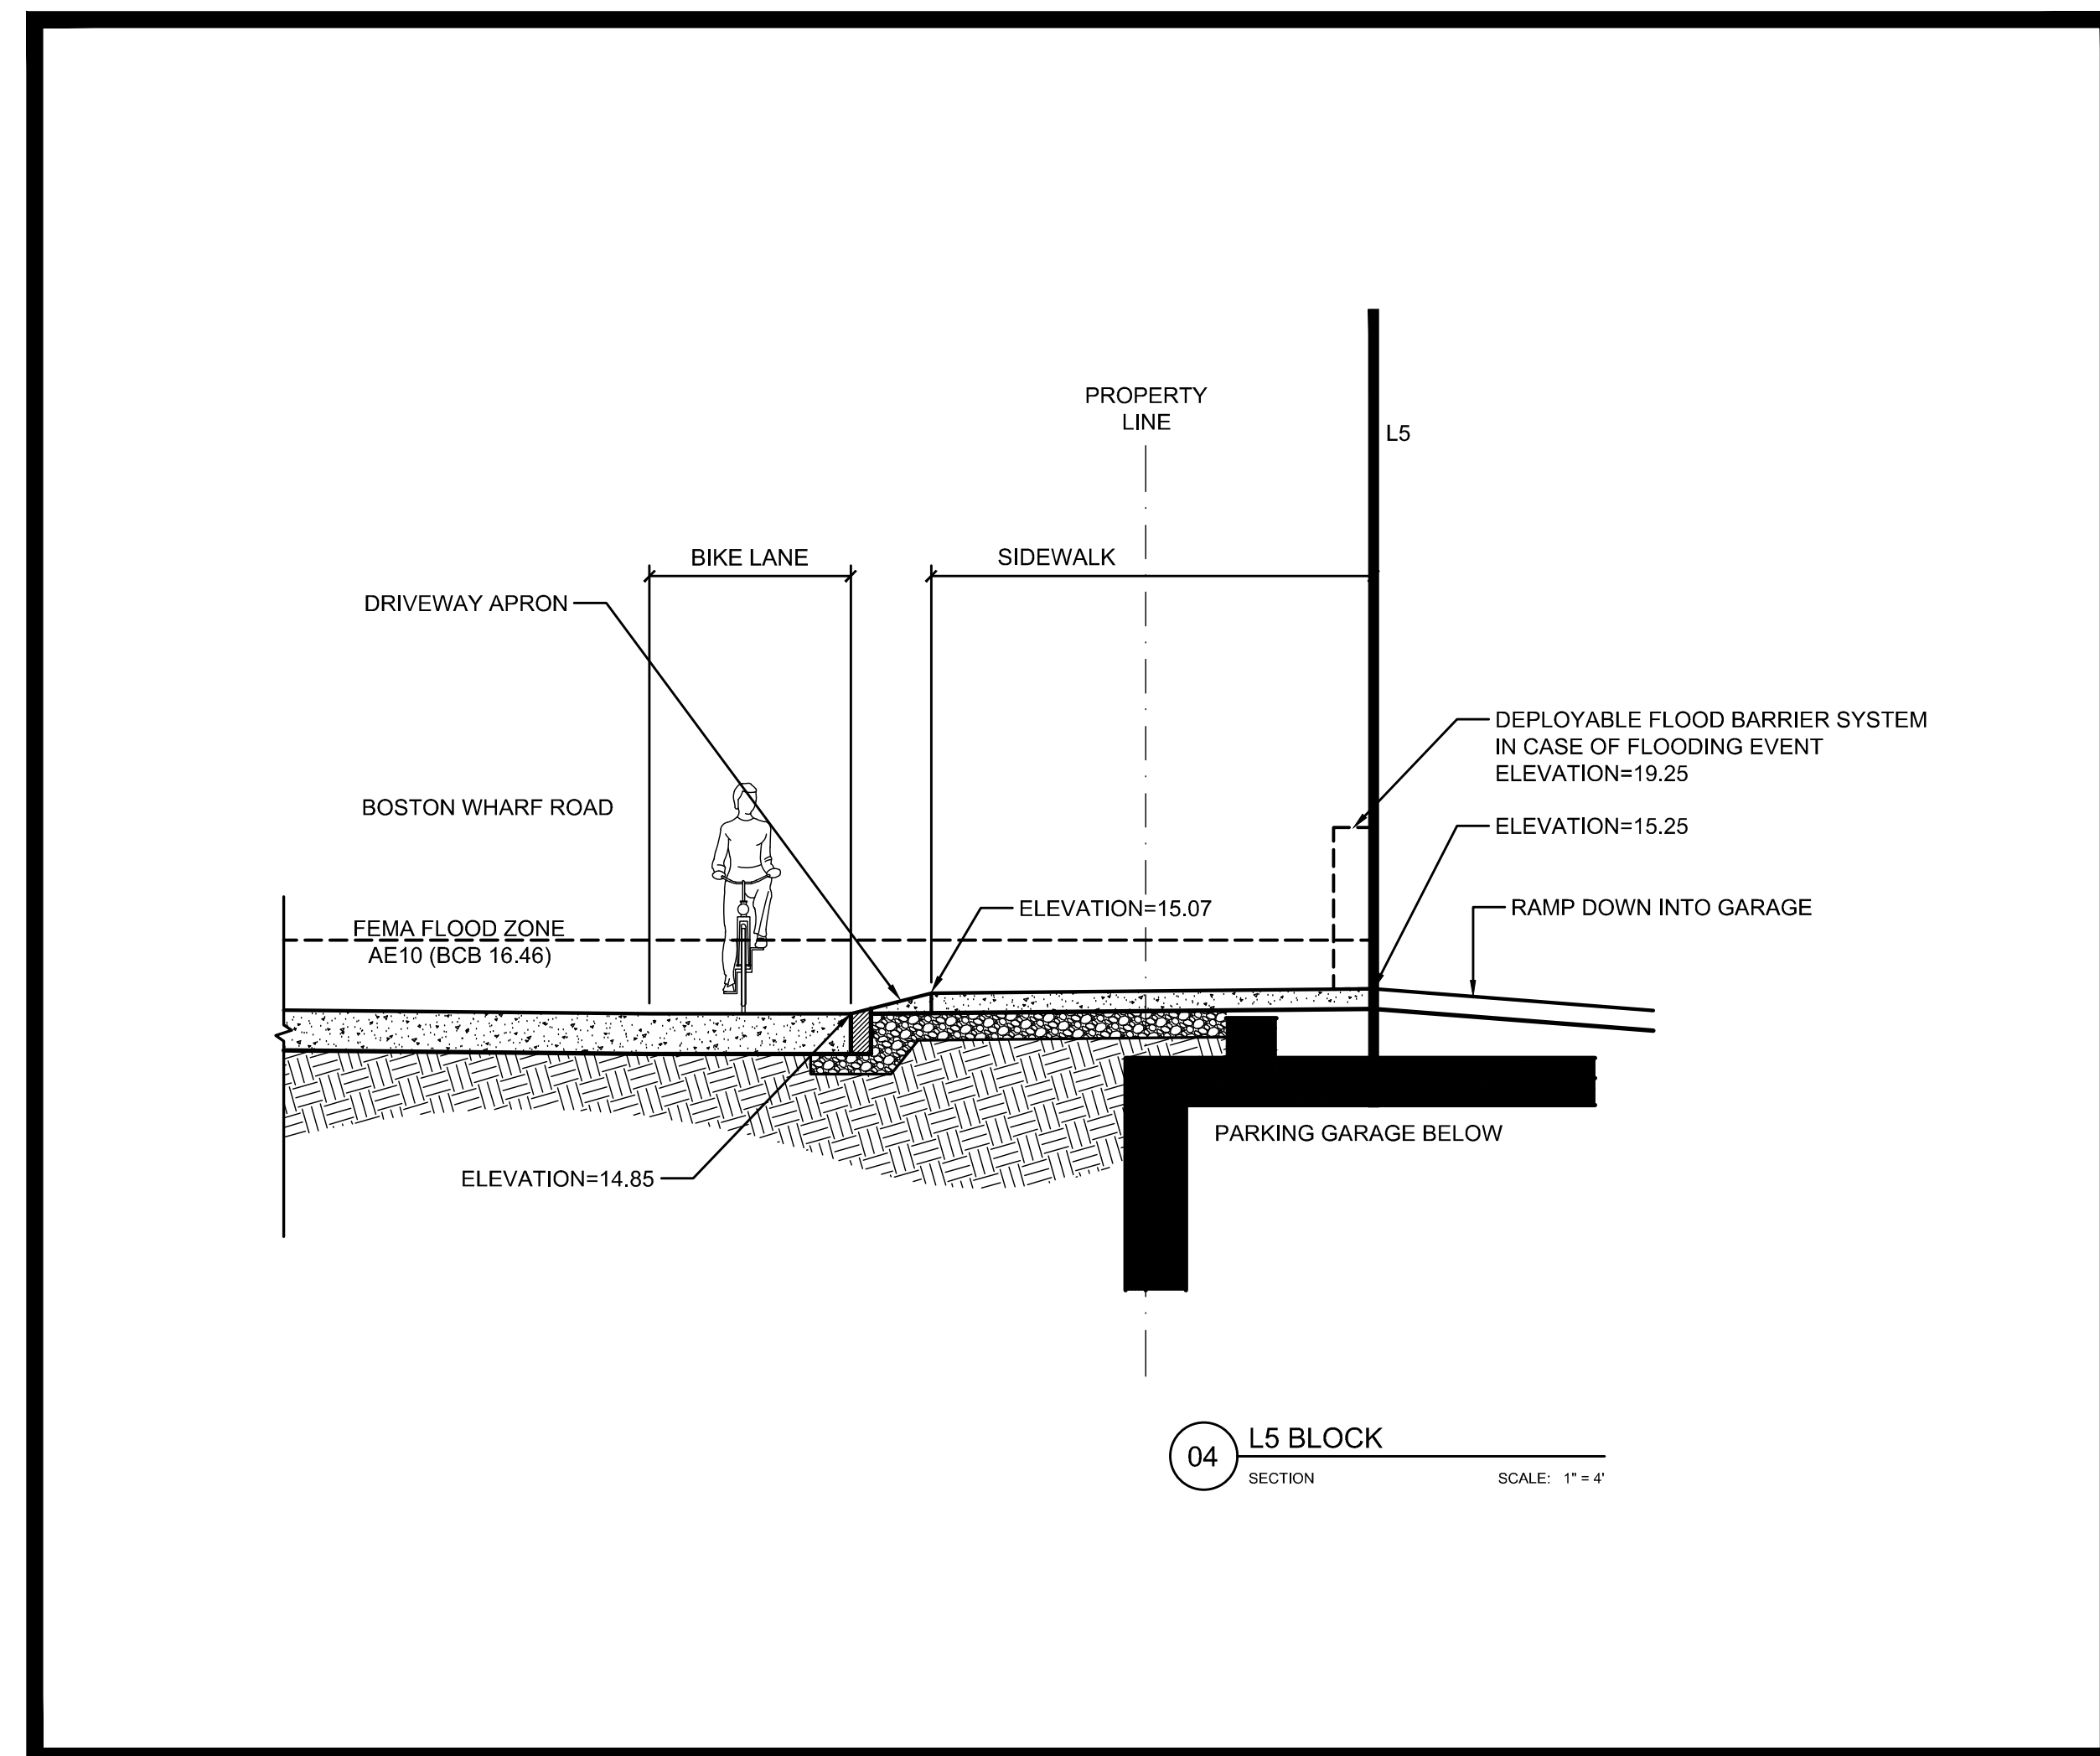 PROPERTY
LINE
L5
BIKE LANE
SIDEWALK
DRIVEWAY APRON
DEPLOYABLE FLOOD BARRIER SYSTEM
IN CASE OF FLOODING EVENT
ELEVATION=19.25
BOSTON WHARF ROAD
ELEVATION=15.25
ELEVATION=15.07
RAMP DOWN INTO GARAGE
FEMA FLOOD ZONE
AE10 (BCB 16.46)
PARKING GARAGE BELOW
ELEVATION=14.85
04
L5 BLOCK
SECTION
SCALE: 1" = 4'